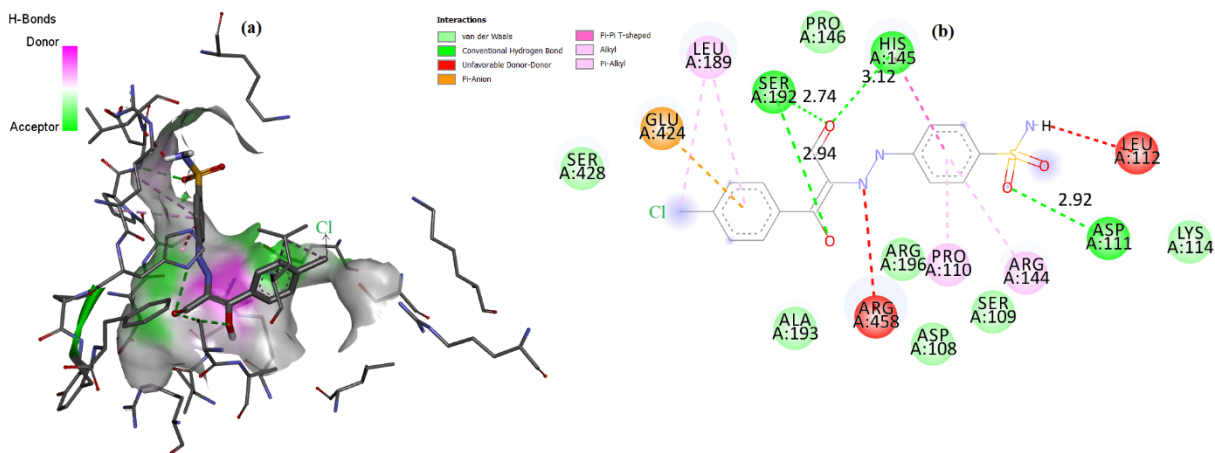 H-Bonds
Donor
Acceptor
(a)
Cl
Interactions
van der Waals
Conventional Hydrogen Bond
Unfavorable Donor-Donor
Pi-Anion
Pi-Pi T-shaped
Alkyl
Pi-Alkyl
(b)
PRO
A:146
HIS
A:145
LEU
A:189
SER
A:192
2.74
3.12
GLU
A:424
2.94
SER
A:428
O
N
N
N
H
S
O
O
O
Cl
LEU
A:112
2.92
ASP
A:111
LYS
A:114
ARG
A:196
PRO
A:110
ARG
A:144
SER
A:109
ALA
A:193
ARG
A:458
ASP
A:108